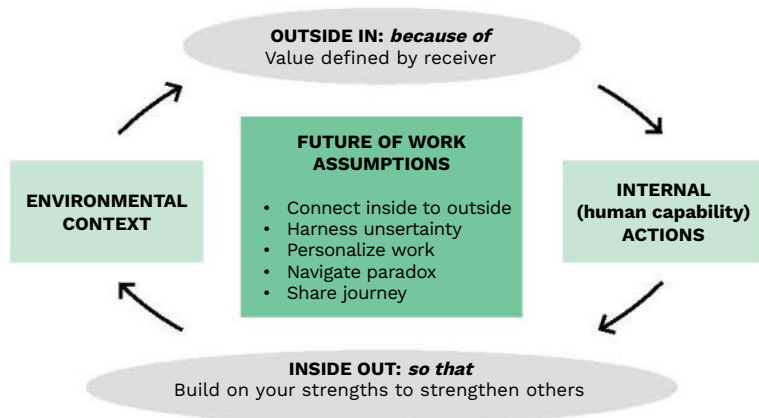 OUTSIDE IN: because of
Value defined by receiver
FUTURE OF WORK
ASSUMPTIONS
• Connect inside to outside
• Harness unsertainty
• Personalize work
• Navigate paradox
• Share journey
ENVIRONMENTAL
CONTEXT
INTERNAL
(human capability)
ACTIONS
INSIDE OUT: so that
Build on your strengths to strengthen others